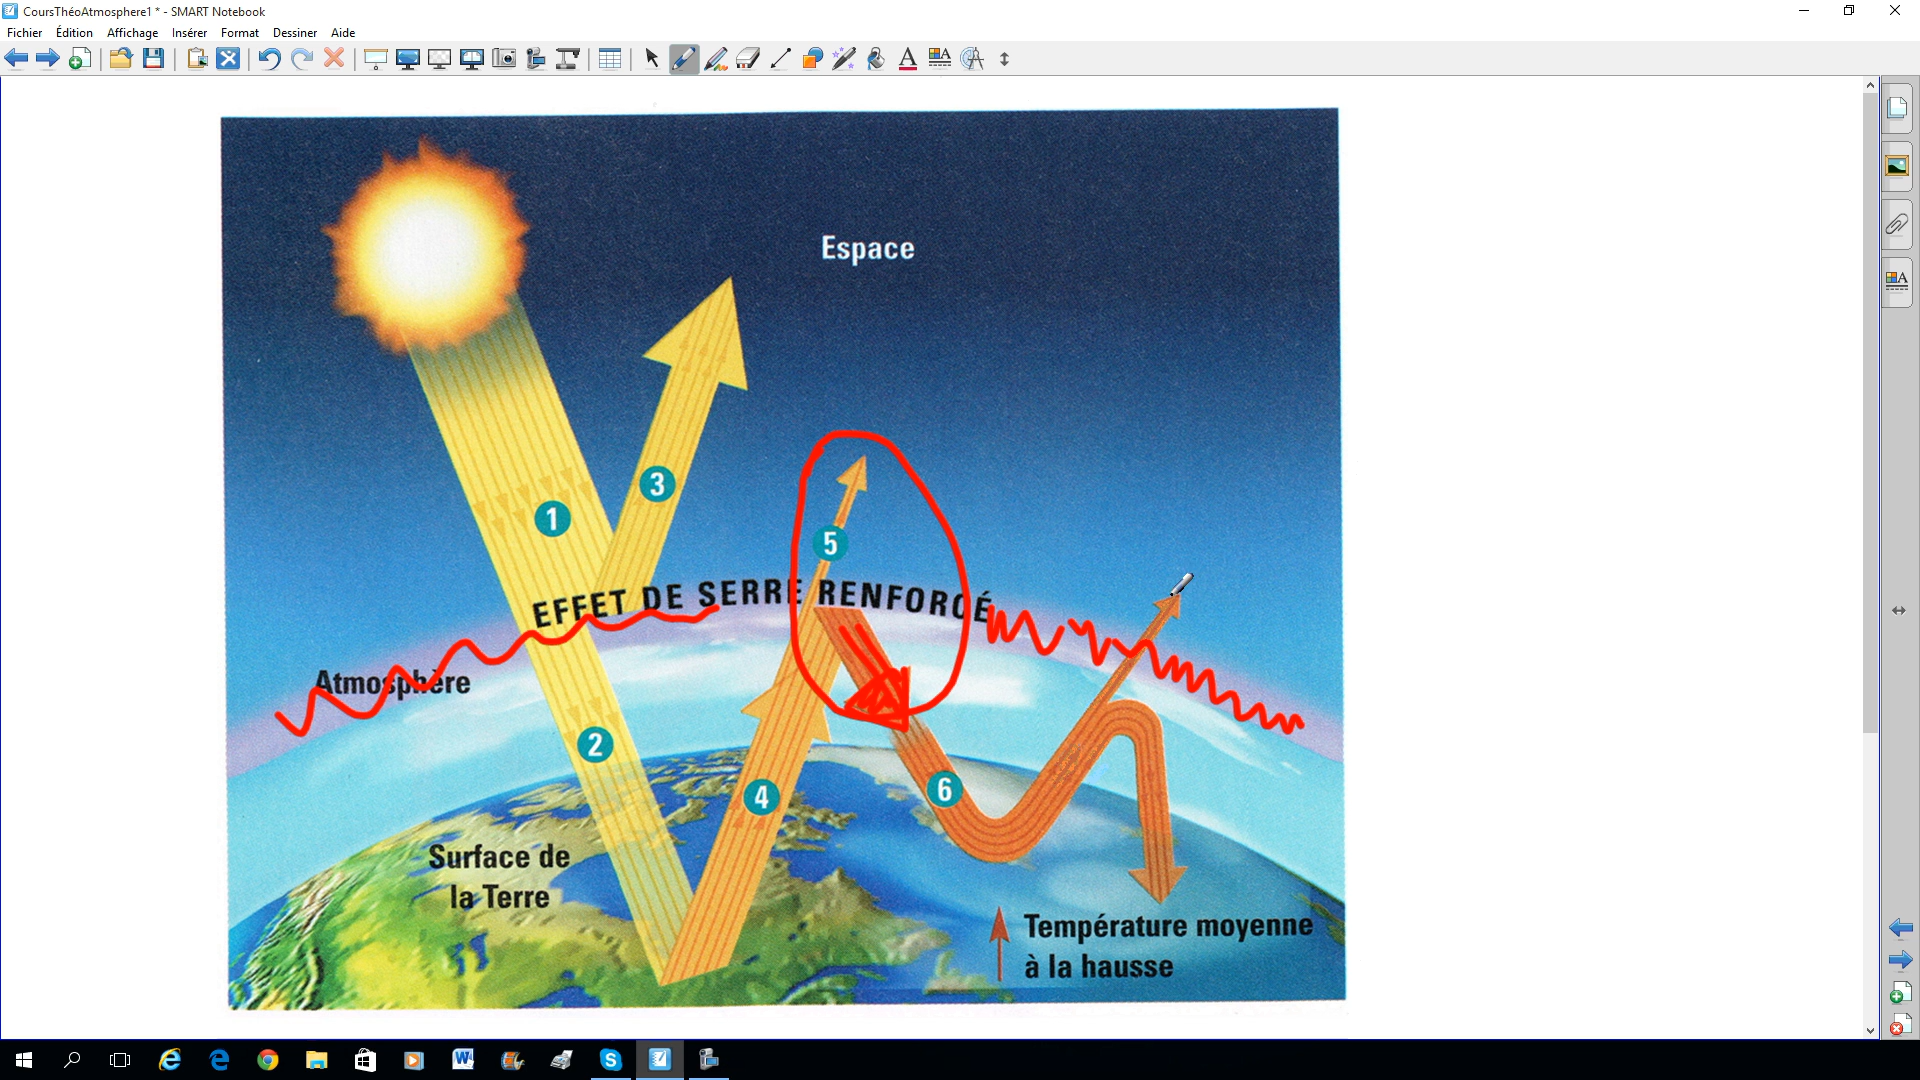 CoursThéoAtmosphere1 * - SMART Notebook
Fichier Édition Affichage Insérer Format Dessiner Aide
Espace
3
1
5
EFFET DE SERRE RENFORCÉ
Atmosphère
2
6
4
Surface de
la Terre
Température moyenne
à la hausse